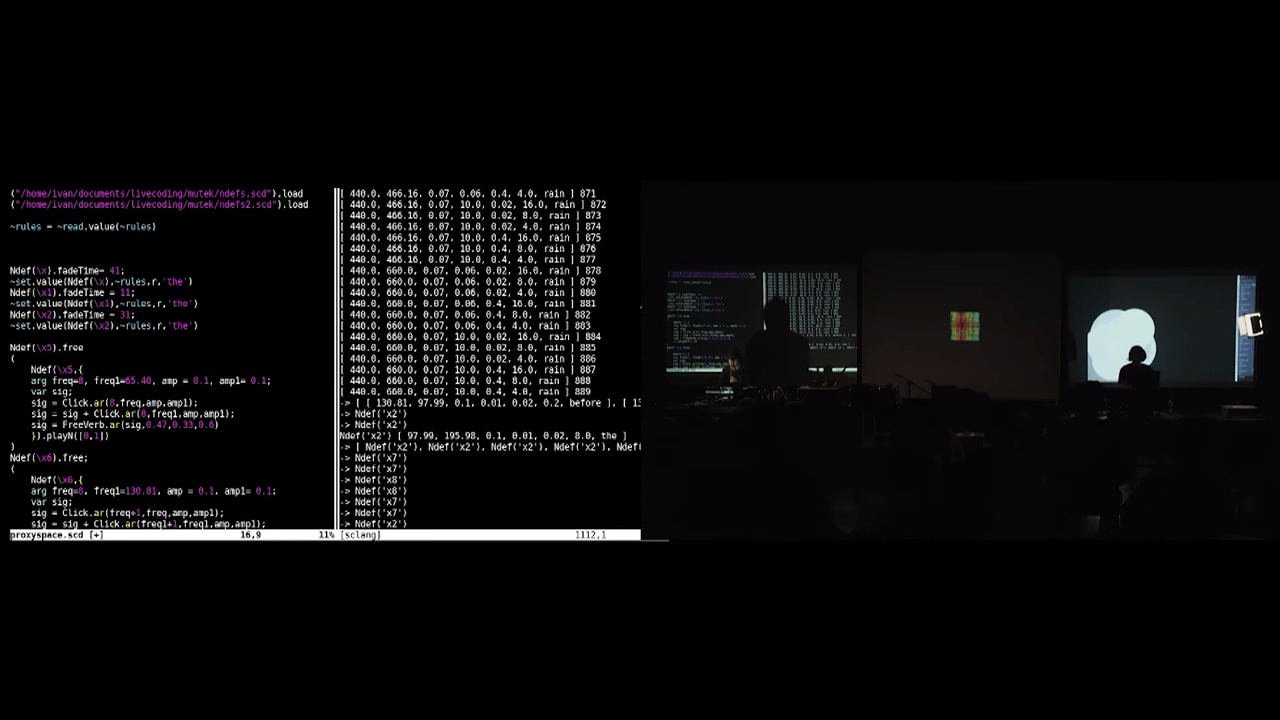 ("/home/ivan/documents/livecoding/mutek/ndefs.scd").load
("/home/ivan/documents/livecoding/mutek/ndefs2.scd").load
~rules = ~read.value(~rules)
Ndef(\x).fadeTime= 41;
~set.value(Ndef(\x),~rules,r,'the')
Ndef(\x1).fadeTime = 11;
~set.value(Ndef(\x1),~rules,r,'the')
Ndef(\x2).fadeTime = 31;
~set.value(Ndef(\x2),~rules,r,'the')
Ndef(\x5).free
(
Ndef(\x5,{
arg freq=8, freq1=65.40, amp = 0.1, amp1= 0.1;
var sig;
sig = Click.ar(8,freq,amp,amp1);
sig = sig + Click.ar(8,freq1,amp,amp1);
sig = FreeVerb.ar(sig,0.47,0.33,0.6)
}).playN([0,1])
)
Ndef(\x6).free;
(
Ndef(\x6,{
arg freq=8, freq1=130.81, amp = 0.1, amp1= 0.1;
var sig;
sig = Click.ar(freq+1,freq,amp,amp1);
sig = sig + Click.ar(freq1+1,freq1,amp,amp1);
proxyspace.scd [+] 16,9 11%
[ 440.0, 466.16, 0.07, 0.06, 0.4, 4.0, rain ] 871
[ 440.0, 466.16, 0.07, 10.0, 0.02, 16.0, rain ] 872
[ 440.0, 466.16, 0.07, 10.0, 0.02, 8.0, rain ] 873
[ 440.0, 466.16, 0.07, 10.0, 0.02, 4.0, rain ] 874
[ 440.0, 466.16, 0.07, 10.0, 0.4, 16.0, rain ] 875
[ 440.0, 466.16, 0.07, 10.0, 0.4, 8.0, rain ] 876
[ 440.0, 466.16, 0.07, 10.0, 0.4, 4.0, rain ] 877
[ 440.0, 660.0, 0.07, 0.06, 0.02, 16.0, rain ] 878
[ 440.0, 660.0, 0.07, 0.06, 0.02, 8.0, rain ] 879
[ 440.0, 660.0, 0.07, 0.06, 0.02, 4.0, rain ] 880
[ 440.0, 660.0, 0.07, 0.06, 0.4, 16.0, rain ] 881
[ 440.0, 660.0, 0.07, 0.06, 0.4, 8.0, rain ] 882
[ 440.0, 660.0, 0.07, 0.06, 0.4, 4.0, rain ] 883
[ 440.0, 660.0, 0.07, 10.0, 0.02, 16.0, rain ] 884
[ 440.0, 660.0, 0.07, 10.0, 0.02, 8.0, rain ] 885
[ 440.0, 660.0, 0.07, 10.0, 0.02, 4.0, rain ] 886
[ 440.0, 660.0, 0.07, 10.0, 0.4, 16.0, rain ] 887
[ 440.0, 660.0, 0.07, 10.0, 0.4, 8.0, rain ] 888
[ 440.0, 660.0, 0.07, 10.0, 0.4, 4.0, rain ] 889
-> [ [ 130.81, 97.99, 0.1, 0.01, 0.02, 0.2, before ], [ 13
-> Ndef('x2')
-> Ndef('x2')
Ndef('x2') [ 97.99, 195.98, 0.1, 0.01, 0.02, 8.0, the ]
-> [ Ndef('x2'), Ndef('x2'), Ndef('x2'), Ndef('x2'), Ndef(
-> Ndef('x7')
-> Ndef('x7')
-> Ndef('x8')
-> Ndef('x8')
-> Ndef('x7')
-> Ndef('x7')
-> Ndef('x2')
[sclang] 1112,1